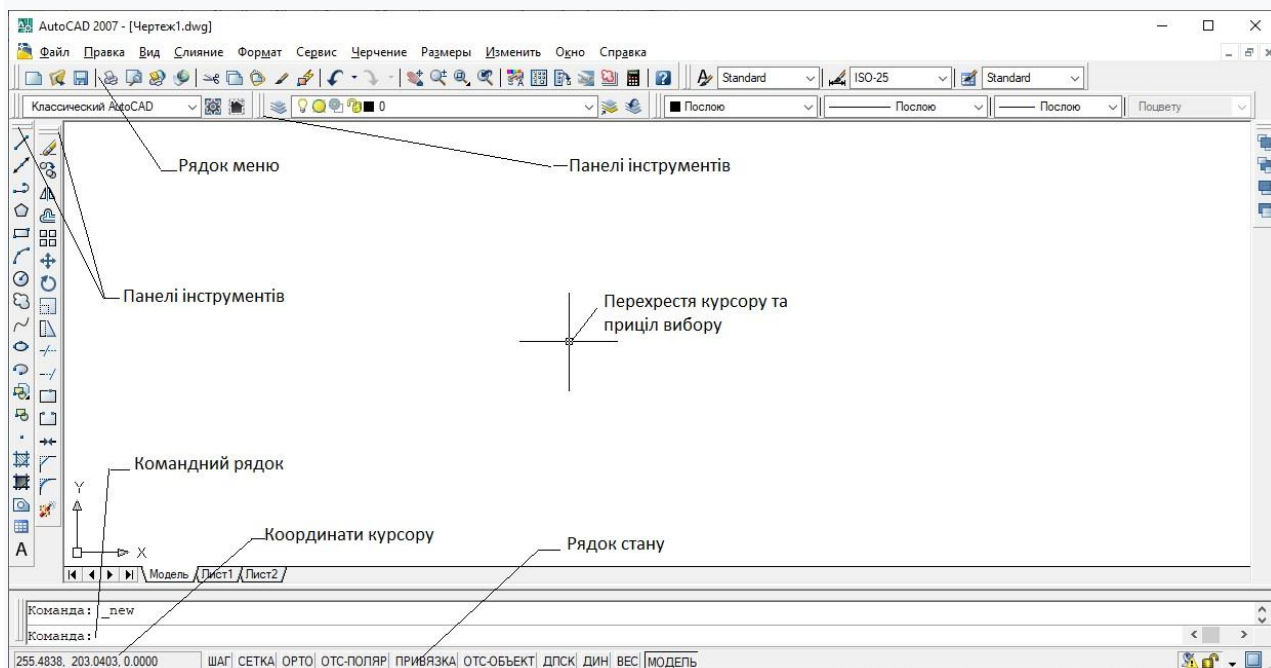 AutoCAD 2007 - [Чертеж1.dwg]
Файл Правка Вид Слияние Формат Сервис Черчение Размеры Изменить Окно Справка
Standard ISO-25 Standard
Классический AutoCAD 0 Послою Послою Послою Поцвету
Рядок меню
Панелі інструментів
Панелі інструментів
Перехрестя курсору та
приціл вибору
Командний рядок
Координати курсору
Рядок стану
Y
X
A
Модель Лист1 Лист2
Команда: _new
Команда:
255.4838, 203.0403, 0.0000 ШАГ СЕТКА ОРТО ОТС-ПОЛЯР ПРИВЯЗКА ОТС-ОБЪЕКТ ДПСК ДИН ВЕС МОДЕЛЬ